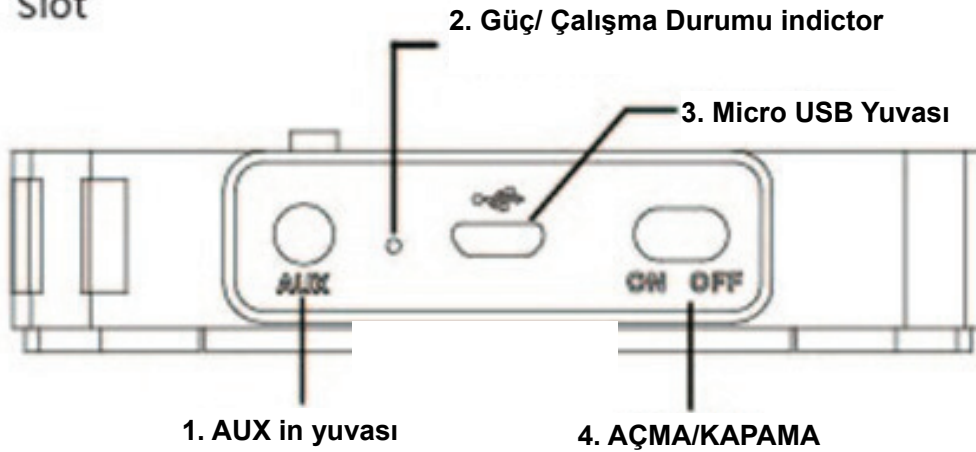 slot
2. Güç/ Çalışma Durumu indictor
3. Micro USB Yuvası
AUX
ON OFF
1. AUX in yuvası
4. AÇMA/KAPAMA